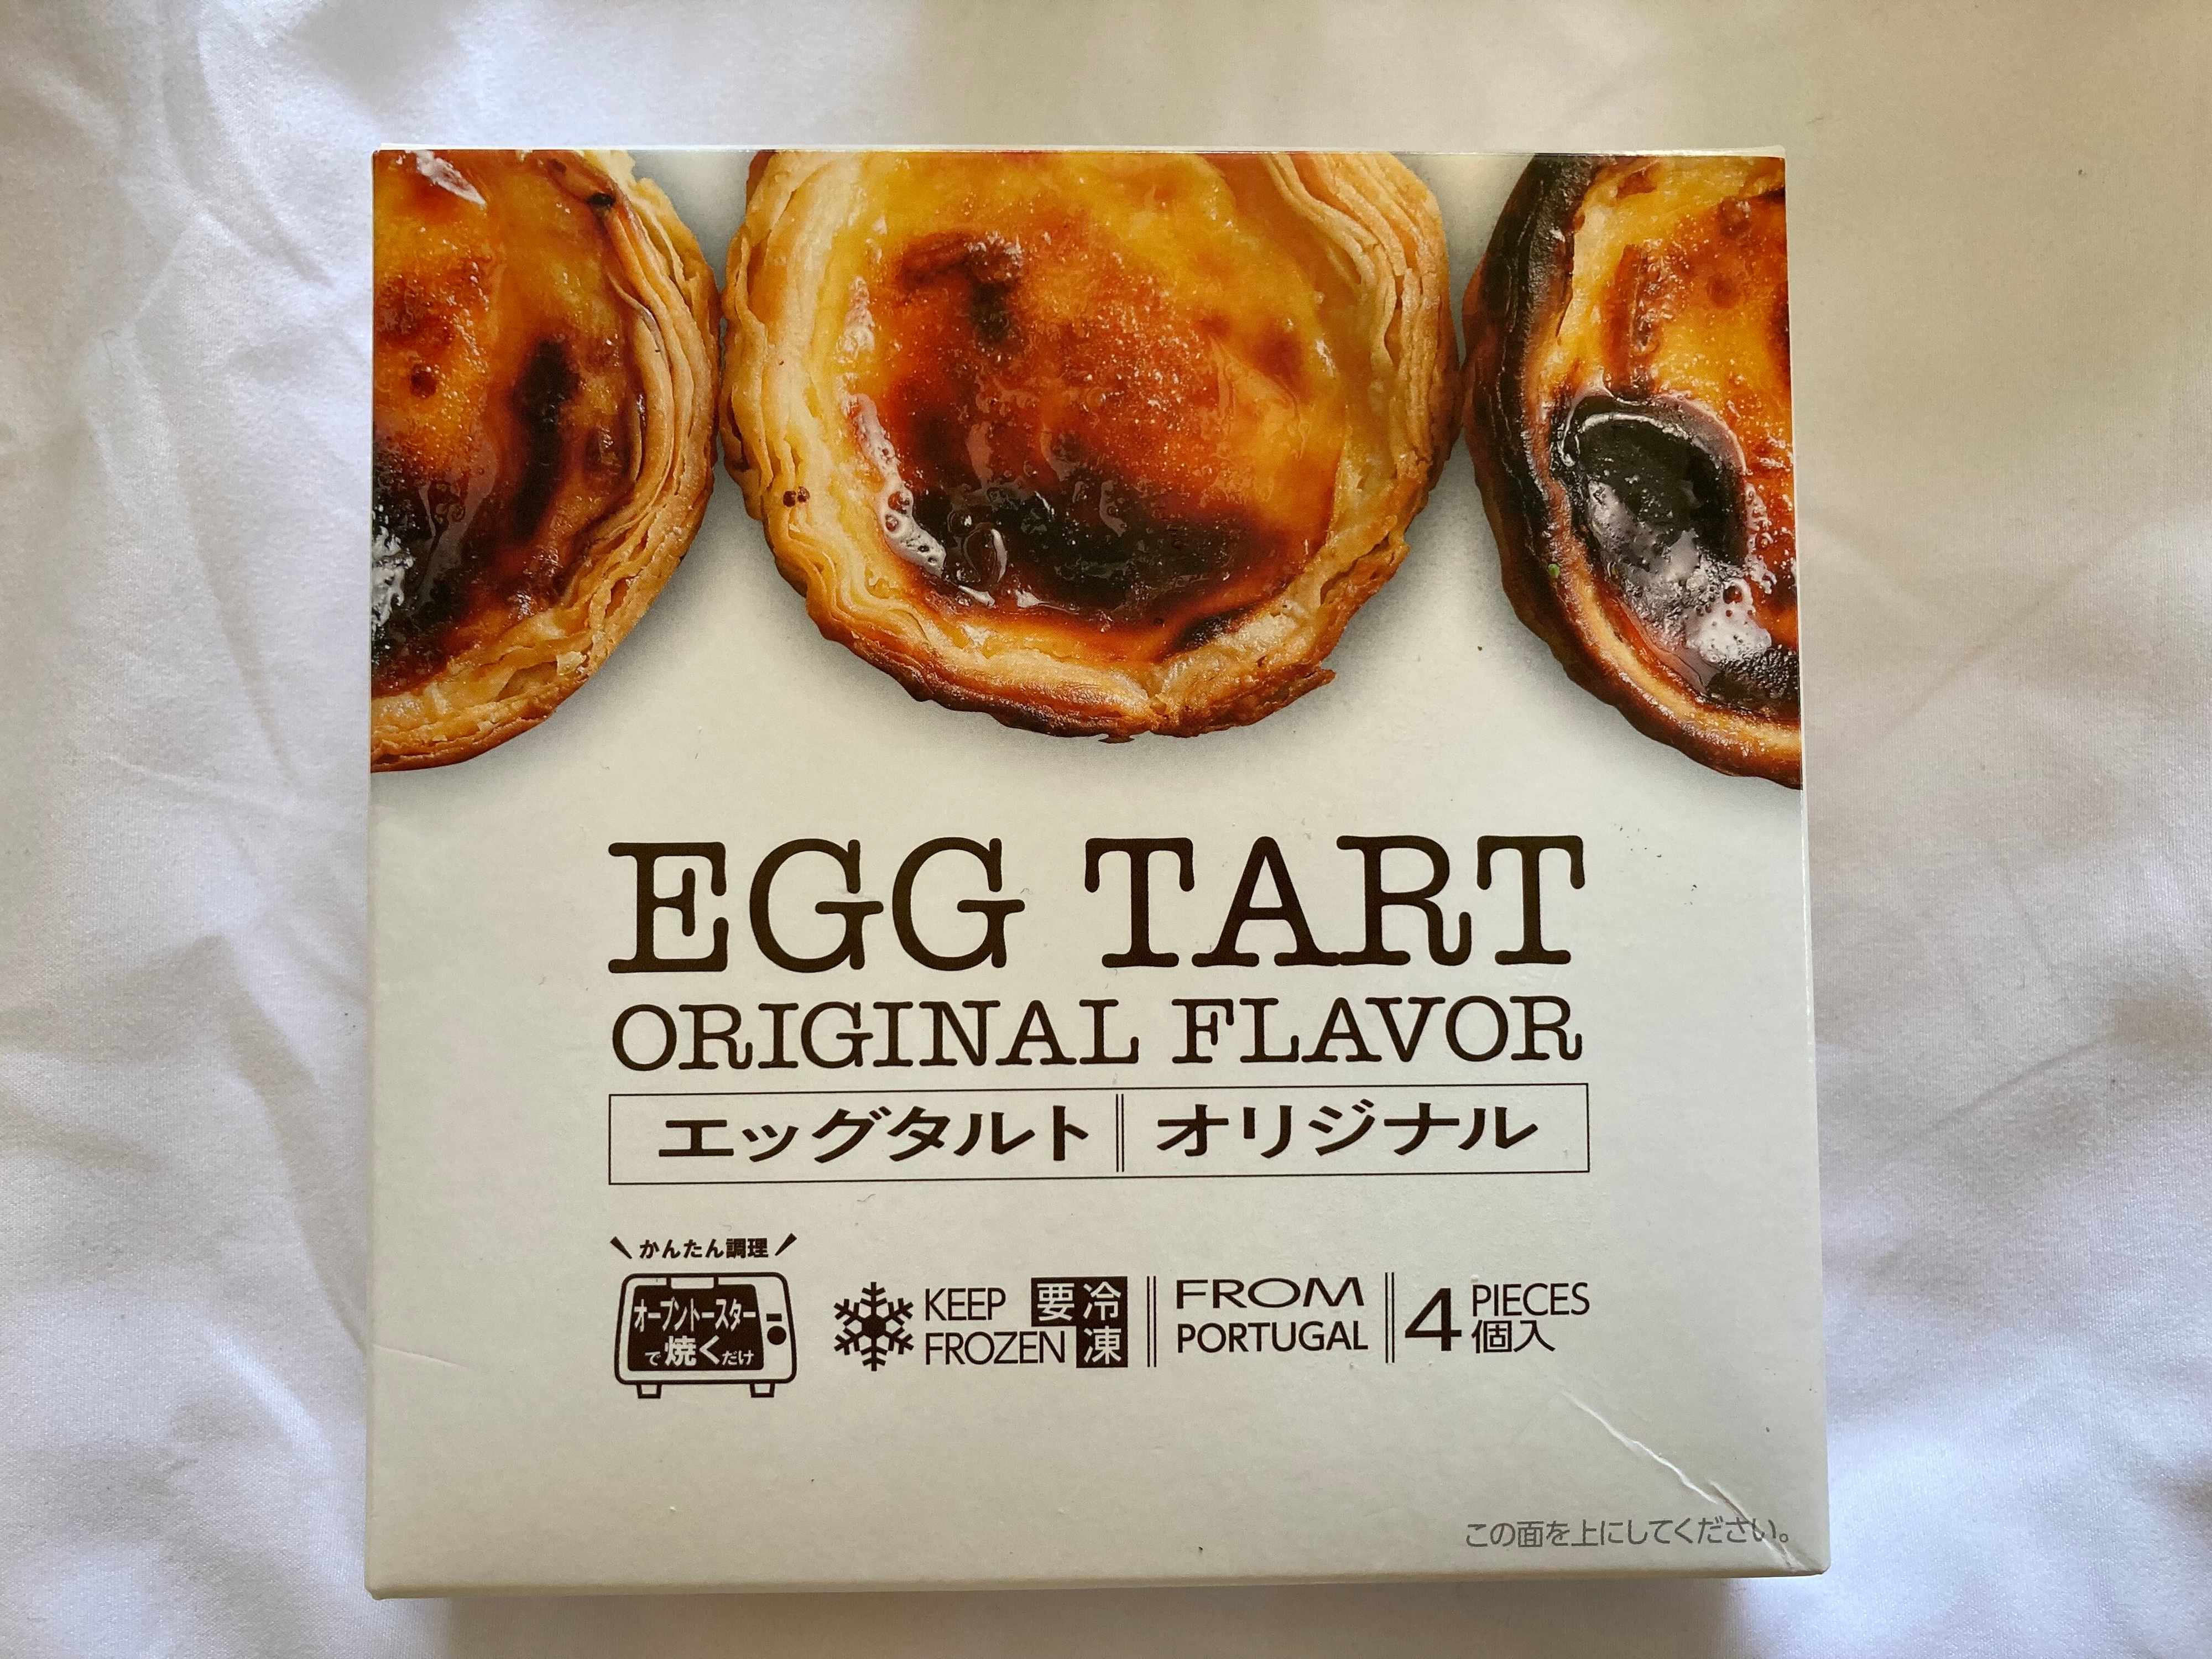 EGG TART
ORIGINAL FLAVOR
エッグタルト オリジナル
かんたん調理
オーブントースター
で焼くだけ
KEEP
FROZEN
要冷
凍
FROM
PORTUGAL
4 PIECES
個入
この面を上にしてください。